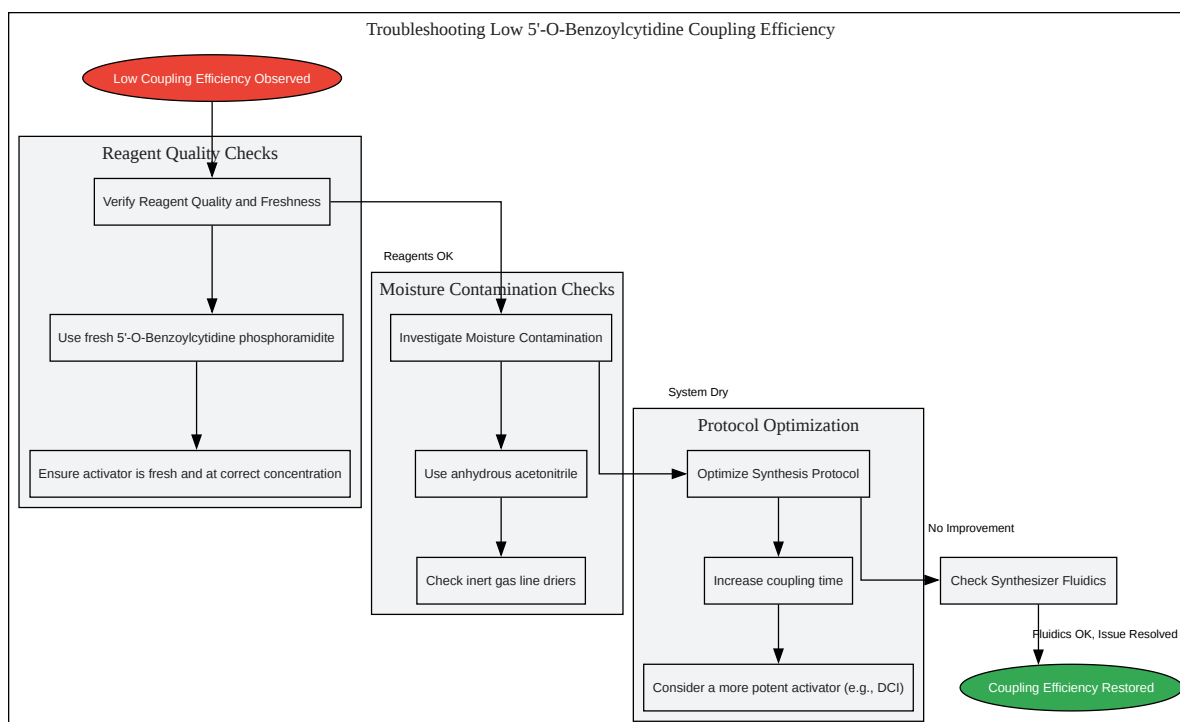 Troubleshooting Low 5'-O-Benzoylcytidine Coupling Efficiency
Low Coupling Efficiency Observed
Reagent Quality Checks
Verify Reagent Quality and Freshness
Use fresh 5'-O-Benzoylcytidine phosphoramidite
Ensure activator is fresh and at correct concentration
Reagents OK
Moisture Contamination Checks
Investigate Moisture Contamination
Use anhydrous acetonitrile
Check inert gas line driers
System Dry
Protocol Optimization
Optimize Synthesis Protocol
Increase coupling time
Consider a more potent activator (e.g., DCI)
No Improvement
Check Synthesizer Fluidics
Fluidics OK, Issue Resolved
Coupling Efficiency Restored